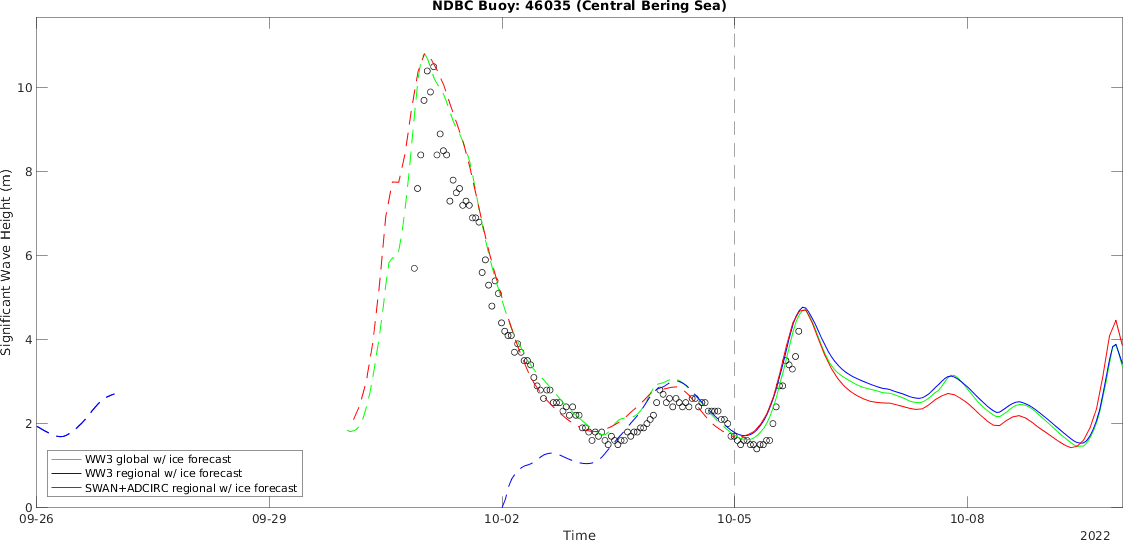 NDBC Buoy: 46035 (Central Bering Sea)
Significant Wave Height (m)
10
8
6
4
2
0
WW3 global w/ ice forecast
WW3 regional w/ ice forecast
SWAN+ADCIRC regional w/ ice forecast
09-26
09-29
10-02
10-05
10-08
Time
2022